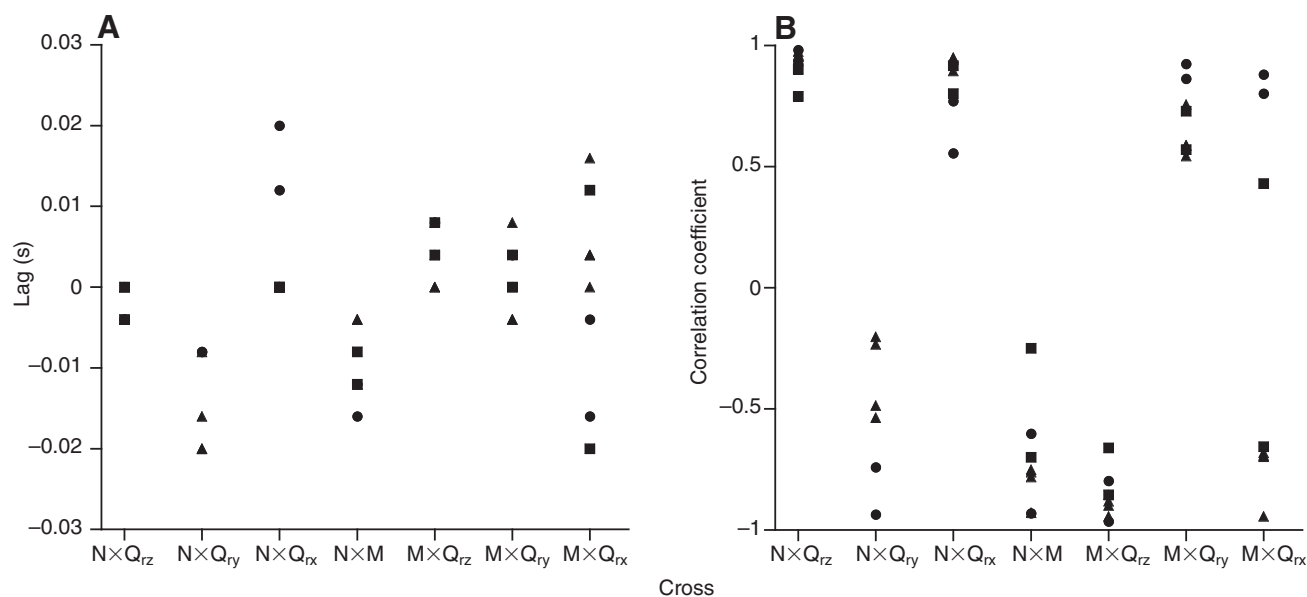 A
0.03
0.02
0.01
0
–0.01
–0.02
–0.03
Lag (s)
N×Qrz N×Qry N×Qrx N×M M×Qrz M×Qry M×Qrx
B
1
0.5
0
–0.5
–1
Correlation coefficient
N×Qrz N×Qry N×Qrx N×M M×Qrz M×Qry M×Qrx
Cross